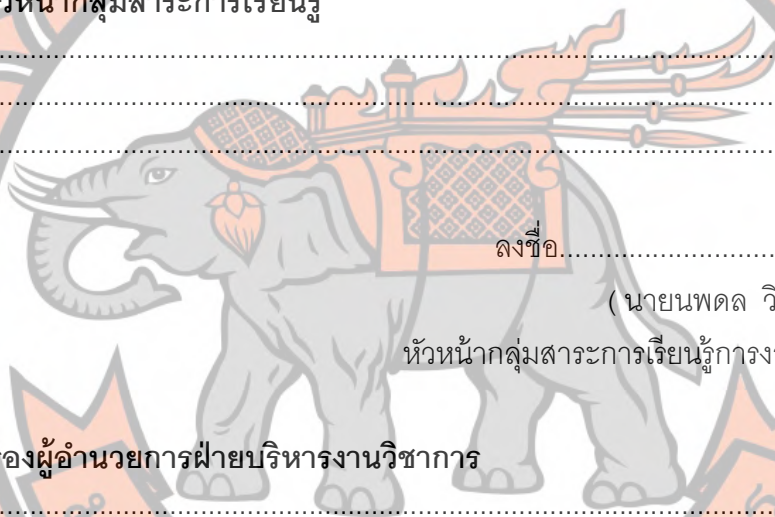 วหน้ากลุ่มสาระการเรียนรู้
........................................................................................................................
........................................................................................................................
........................................................................................................................
ลงชื่อ..............................
( นายนพดล วิ
หัวหน้ากลุ่มสาระการเรียนรู้การง
รองผู้อำนวยการฝ่ายบริหารงานวิชาการ
........................................................................................................................